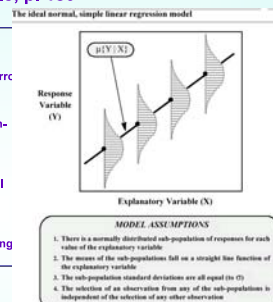 The ideal normal, simple linear regression model
μ{Y | X}
Response
Variable
(Y)
Explanatory Variable (X)
MODEL ASSUMPTIONS
1. There is a normally distributed sub-population of responses for each
value of the explanatory variable
2. The means of the sub-populations fall on a straight line function of
the explanatory variable
3. The sub-population standard deviations are all equal (to σ)
4. The selection of an observation from any of the sub-populations is
independent of the selection of any other observation